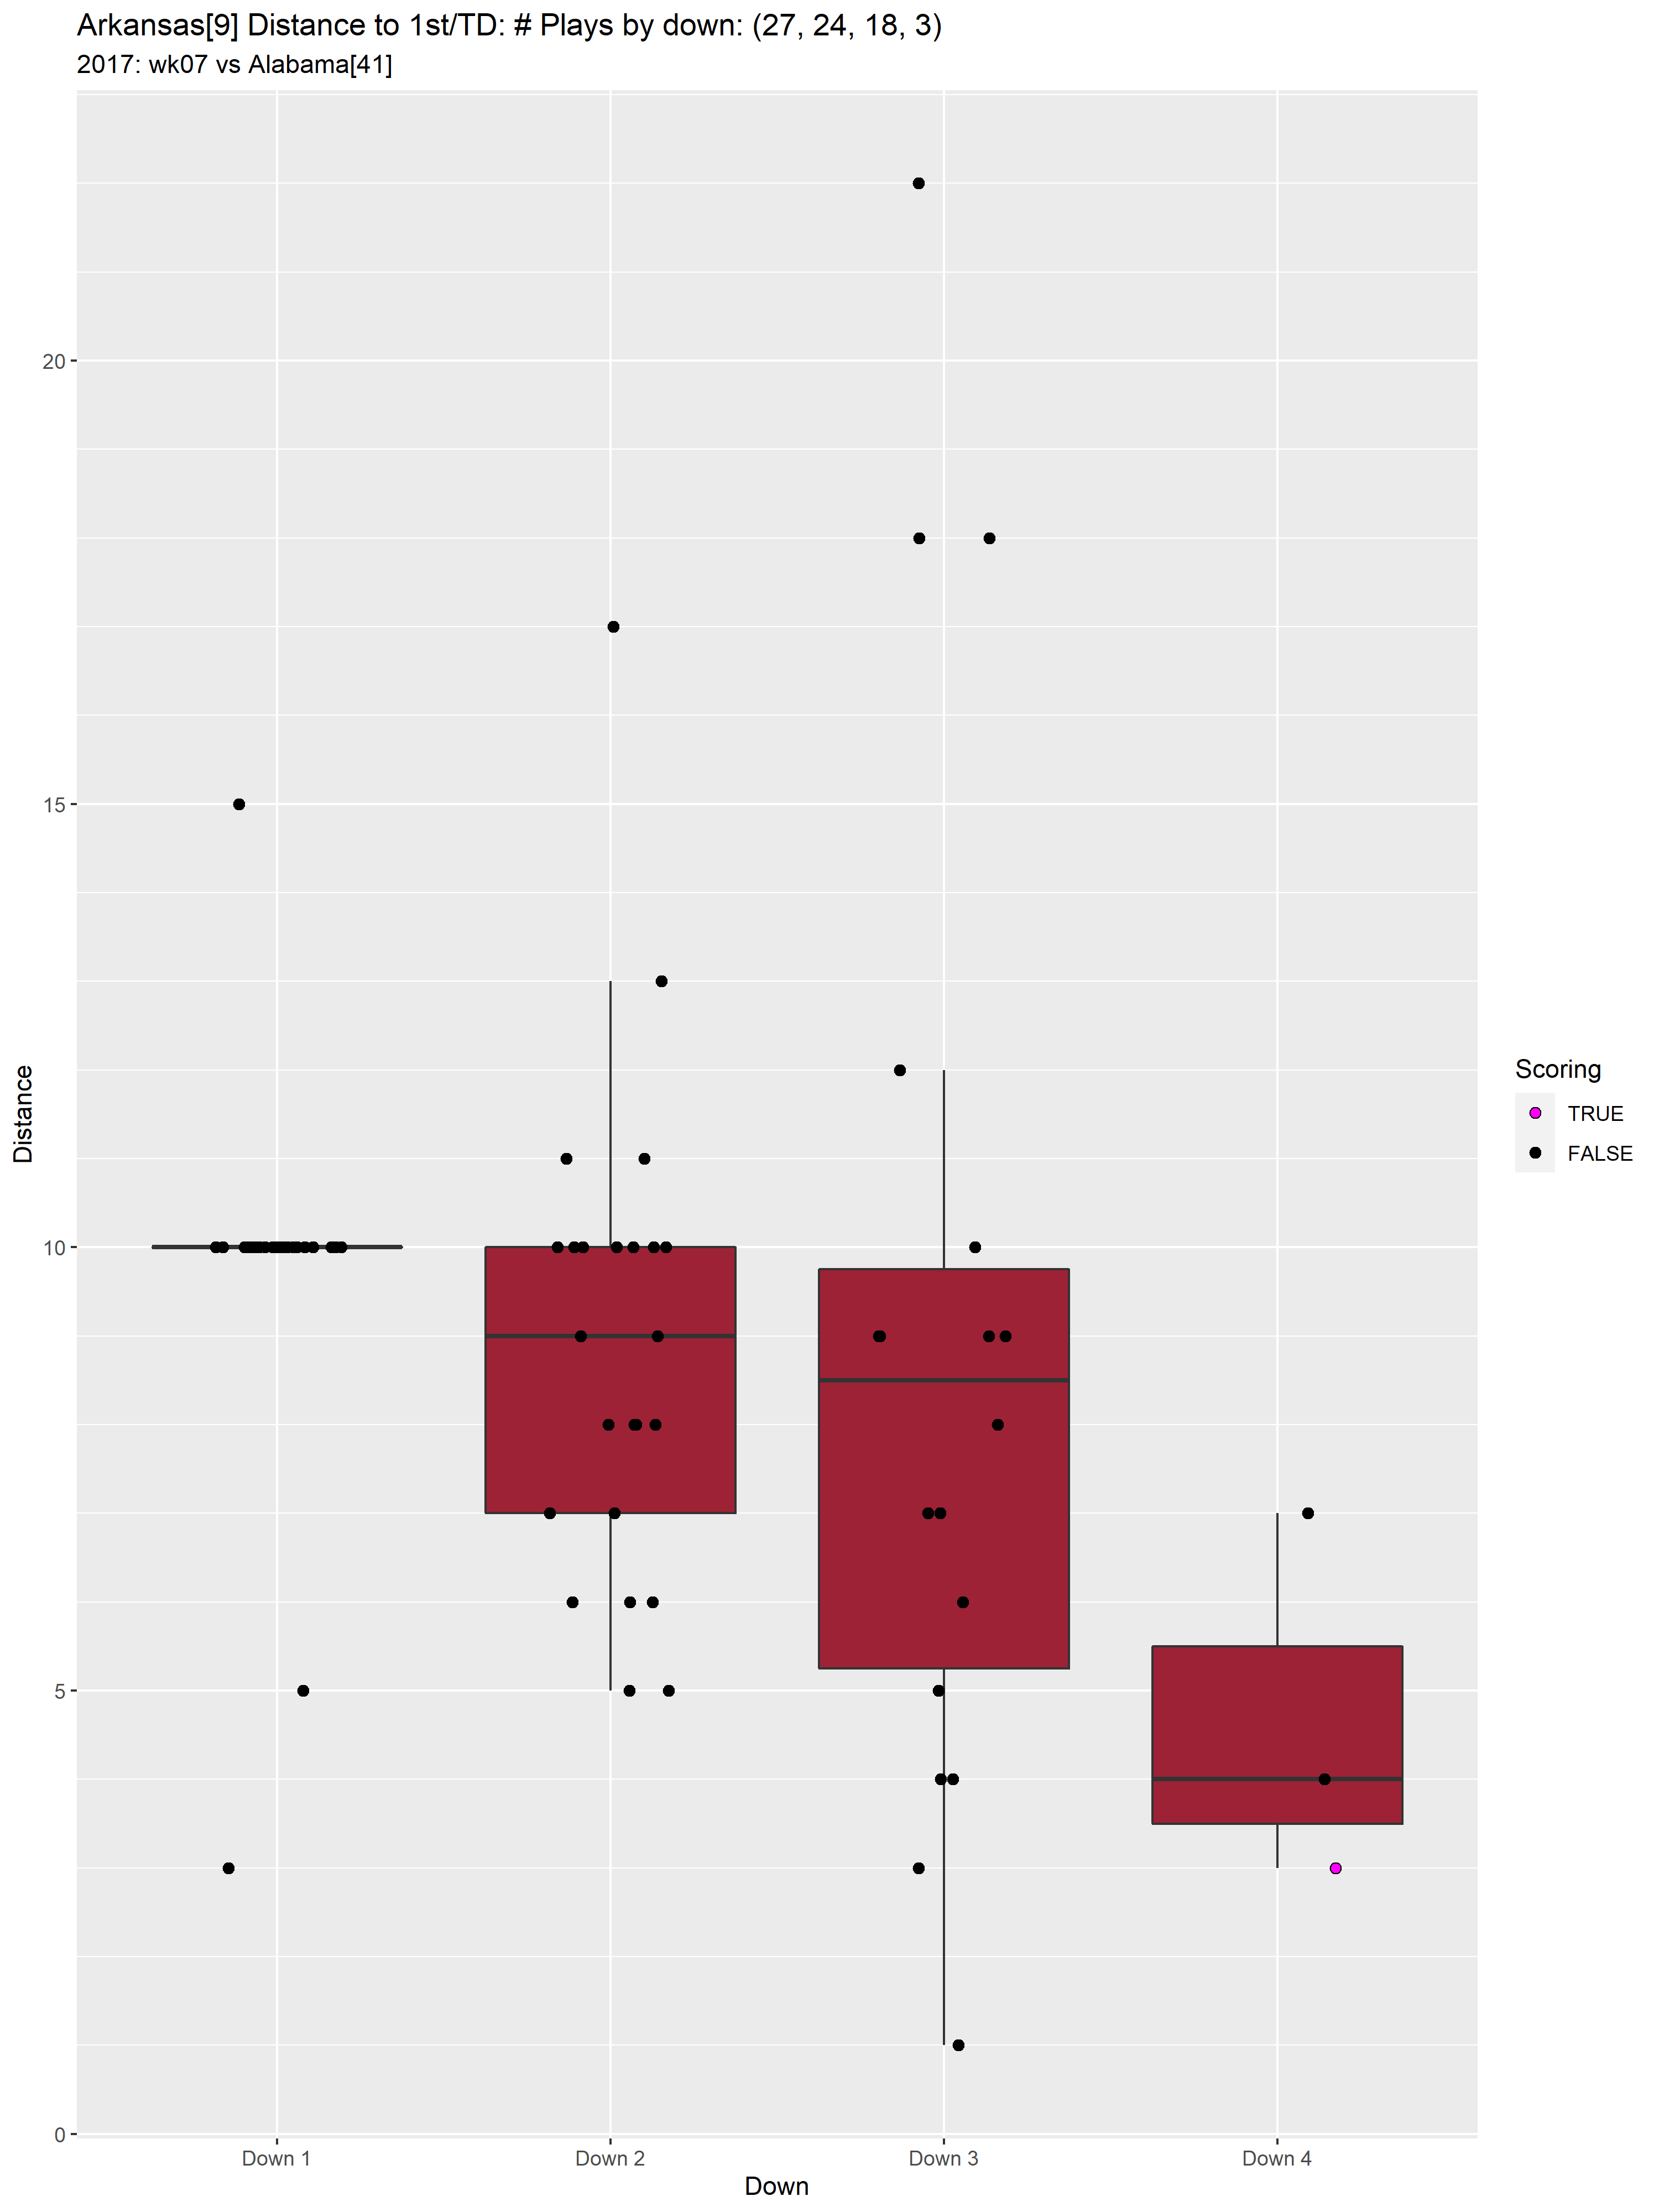 Arkansas[9] Distance to 1st/TD: # Plays by down: (27, 24, 18, 3)
2017: wk07 vs Alabama[41]
20
15
10
5
0
Distance
Down 1 Down 2 Down 3 Down 4
Down
Scoring
TRUE
FALSE